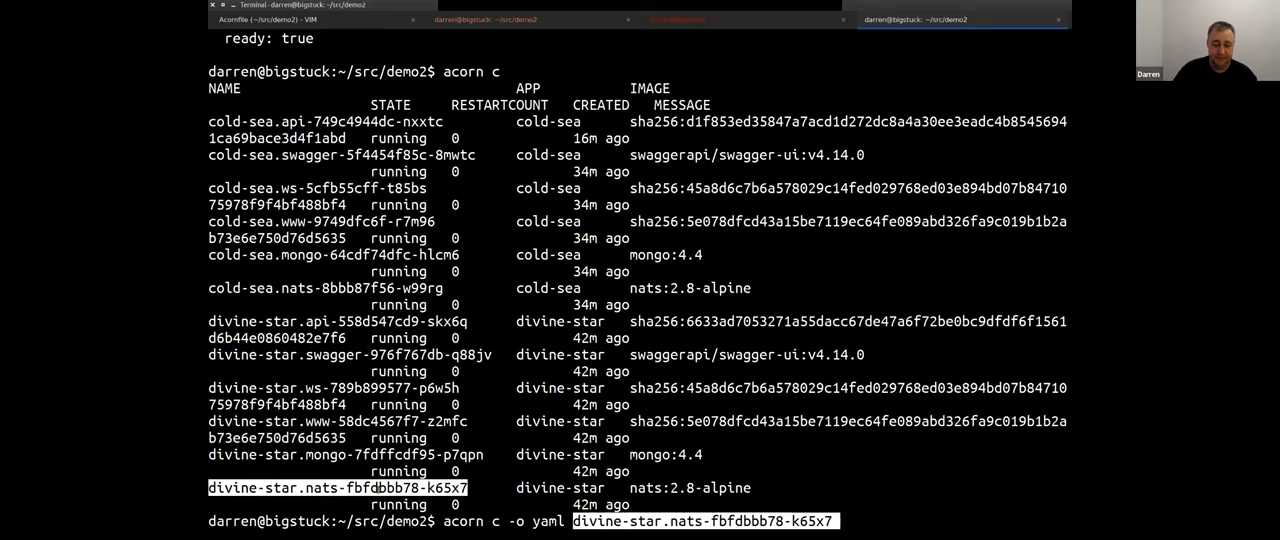 Terminal - darren@bigstuck: ~/src/demo2
Acornfile (~/src/demo2) - VIM × darren@bigstuck: ~/src/demo2 × × darren@bigstuck: ~/src/demo2 ×
ready: true
darren@bigstuck:~/src/demo2$ acorn c
NAME APP IMAGE
STATE RESTARTCOUNT CREATED MESSAGE
cold-sea.api-749c4944dc-nxxtc cold-sea sha256:d1f853ed35847a7acd1d272dc8a4a30ee3eadc4b8545694
1ca69bace3d4f1abd running 0 16m ago
cold-sea.swagger-5f4454f85c-8mwtc cold-sea swaggerapi/swagger-ui:v4.14.0
running 0 34m ago
cold-sea.ws-5cfb55cff-t85bs cold-sea sha256:45a8d6c7b6a578029c14fed029768ed03e894bd07b84710
75978f9f4bf488bf4 running 0 34m ago
cold-sea.www-9749dfc6f-r7m96 cold-sea sha256:5e078dfcd43a15be7119ec64fe089abd326fa9c019b1b2a
b73e6e750d76d5635 running 0 34m ago
cold-sea.mongo-64cdf74dfc-hlcm6 cold-sea mongo:4.4
running 0 34m ago
cold-sea.nats-8bbb87f56-w99rg cold-sea nats:2.8-alpine
running 0 34m ago
divine-star.api-558d547cd9-skx6q divine-star sha256:6633ad7053271a55dacc67de47a6f72be0bc9dfdf6f1561
d6b44e0860482e7f6 running 0 42m ago
divine-star.swagger-976f767db-q88jv divine-star swaggerapi/swagger-ui:v4.14.0
running 0 42m ago
divine-star.ws-789b899577-p6w5h divine-star sha256:45a8d6c7b6a578029c14fed029768ed03e894bd07b84710
75978f9f4bf488bf4 running 0 42m ago
divine-star.www-58dc4567f7-z2mfc divine-star sha256:5e078dfcd43a15be7119ec64fe089abd326fa9c019b1b2a
b73e6e750d76d5635 running 0 42m ago
divine-star.mongo-7fdffcdf95-p7qpn divine-star mongo:4.4
running 0 42m ago
divine-star.nats-fbfdbbb78-k65x7 divine-star nats:2.8-alpine
running 0 42m ago
darren@bigstuck:~/src/demo2$ acorn c -o yaml divine-star.nats-fbfdbbb78-k65x7
Darren